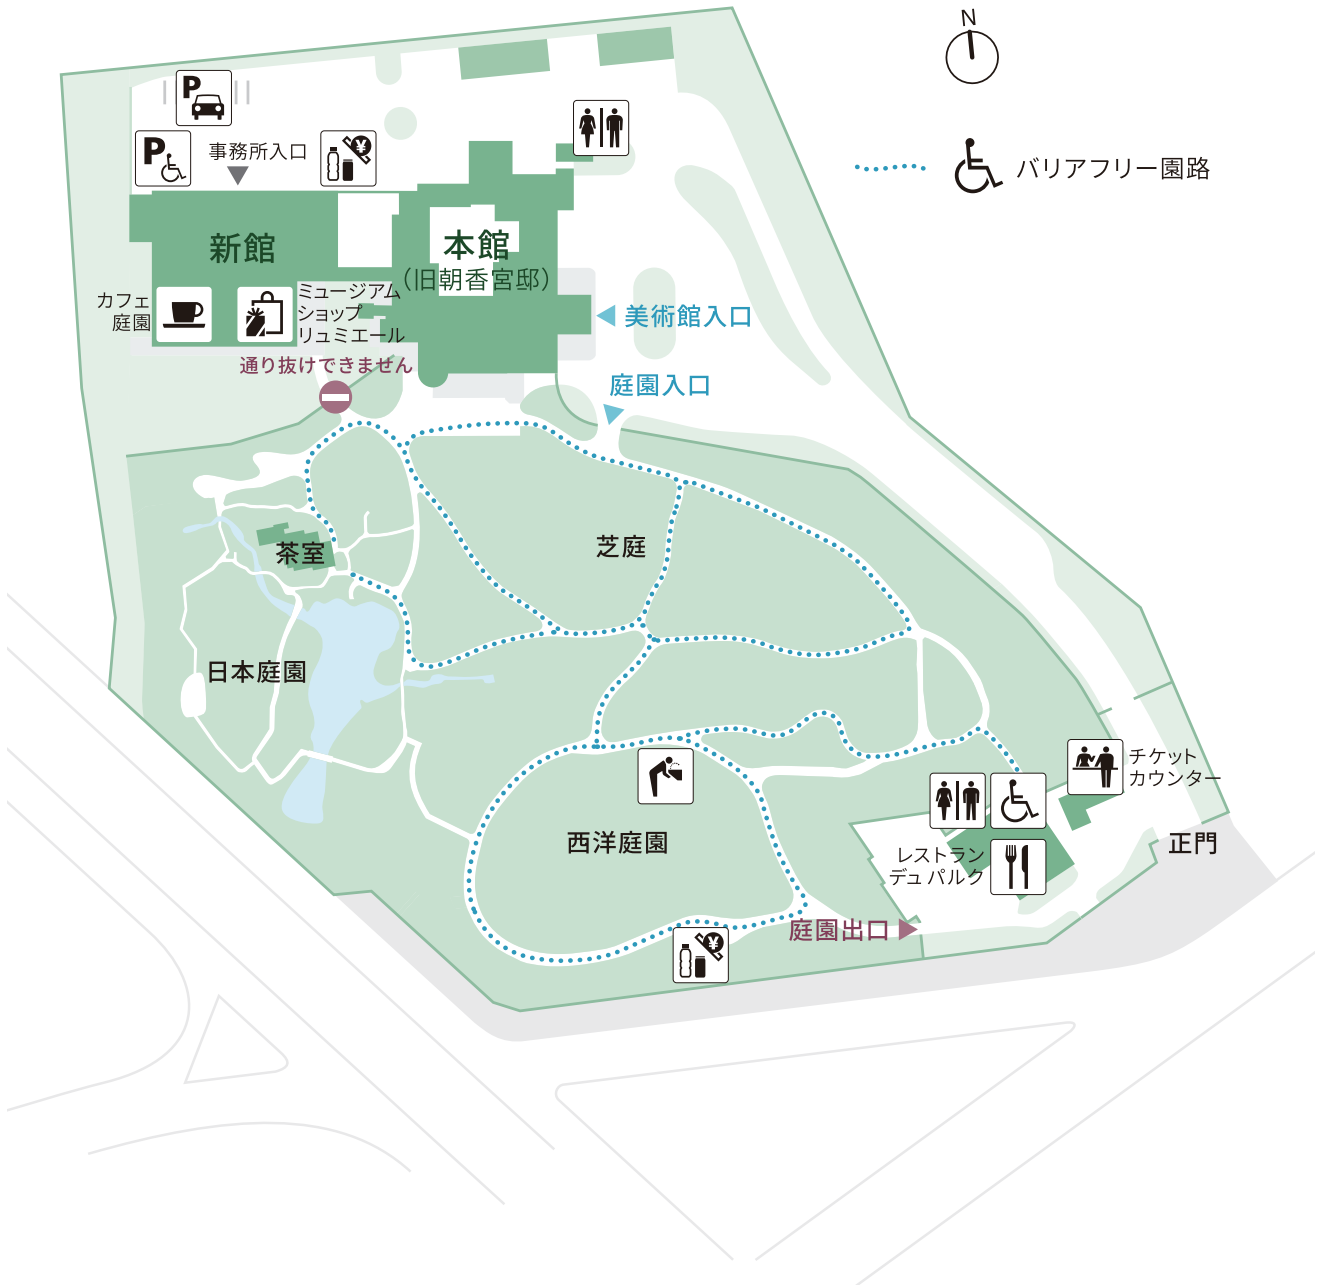 N
バリアフリー園路
P
P
事務所入口
¥
新館
本館
（旧朝香宮邸）
カフェ
庭園
ミュージアム
ショップ
リュミエール
美術館入口
通り抜けできません
庭園入口
芝庭
茶室
日本庭園
チケット
カウンター
西洋庭園
レストラン
デュ パルク
正門
庭園出口
¥